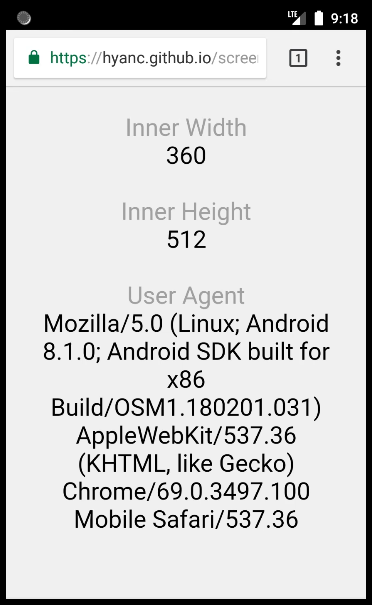 LTE 9:18
https://hyanc.github.io/scree
1
Inner Width
360
Inner Height
512
User Agent
Mozilla/5.0 (Linux; Android
8.1.0; Android SDK built for
x86
Build/OSM1.180201.031)
AppleWebKit/537.36
(KHTML, like Gecko)
Chrome/69.0.3497.100
Mobile Safari/537.36